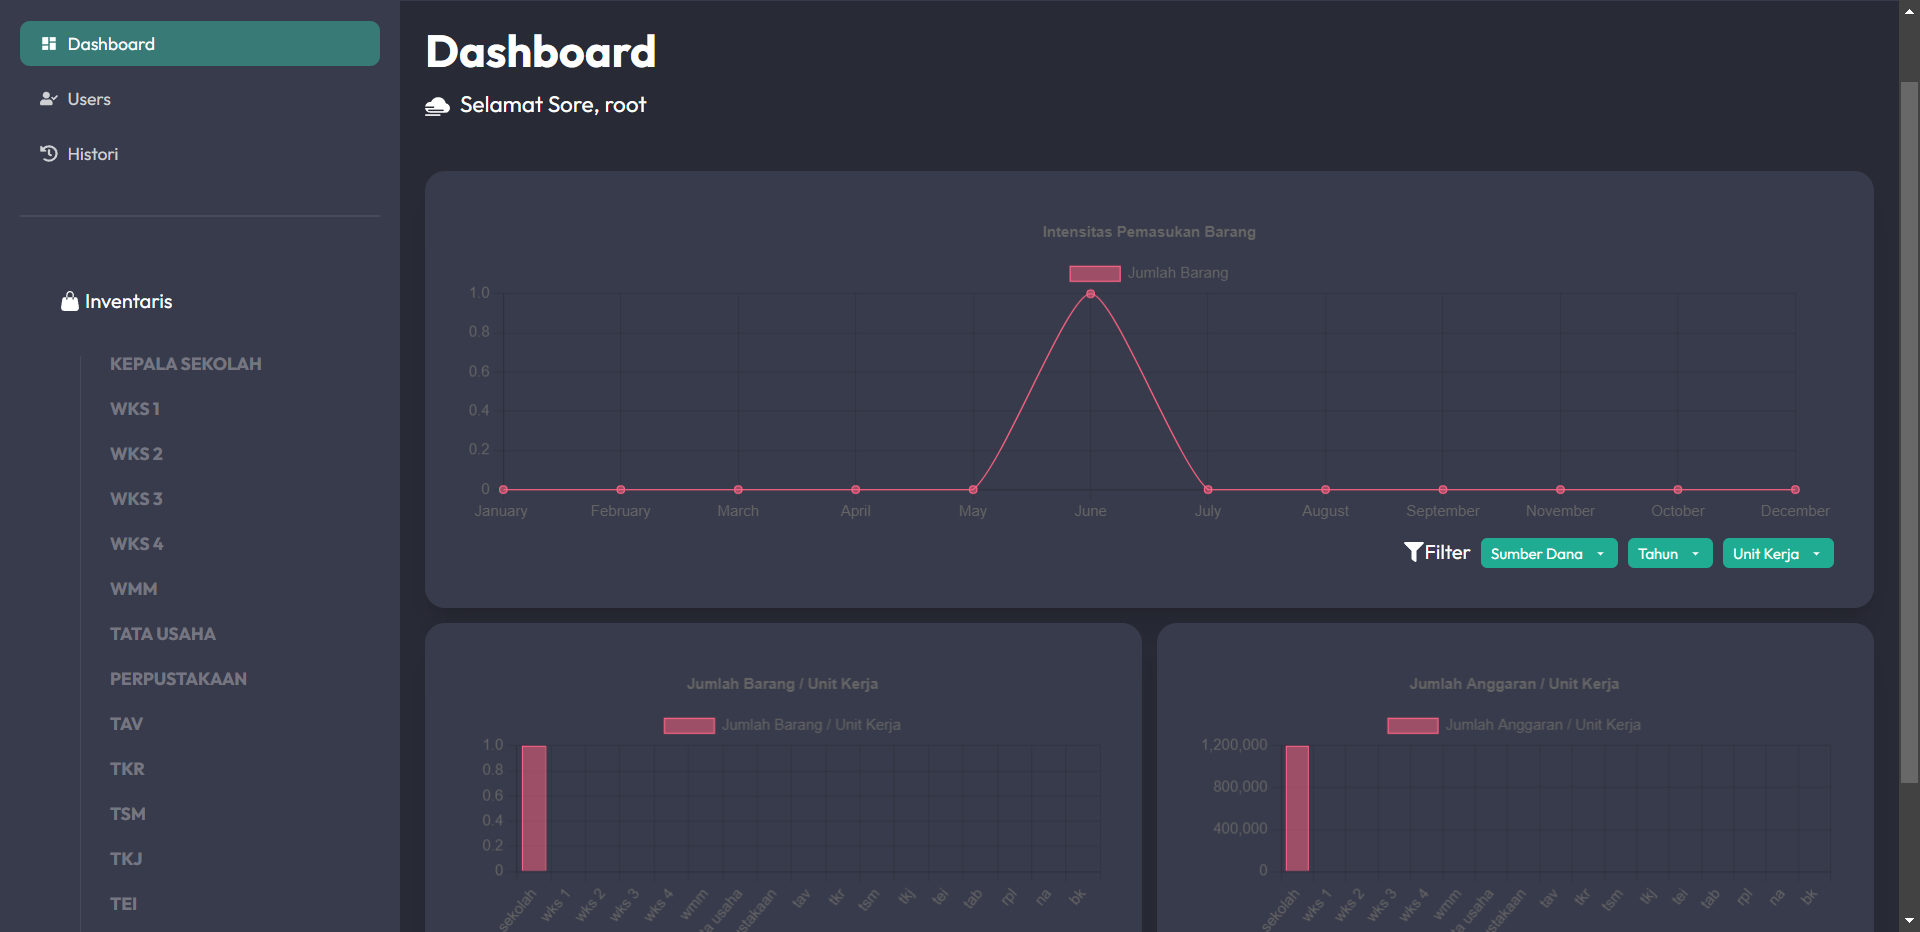 Dashboard
Users
Histori
Inventaris
KEPALA SEKOLAH
WKS 1
WKS 2
WKS 3
WKS 4
WMM
TATA USAHA
PERPUSTAKAAN
TAV
TKR
TSM
TKJ
TEI
Dashboard
Selamat Sore, root
Intensitas Pemasukan Barang
Jumlah Barang
1.0
0.8
0.6
0.4
0.2
0
January February March April May June July August September November October December
Filter Sumber Dana Tahun Unit Kerja
Jumlah Barang / Unit Kerja
Jumlah Barang / Unit Kerja
1.0
0.8
0.6
0.4
0.2
0
sekolah wks 1 wks 2 wks 3 wks 4 wmm ta usaha ustakaan tav tkr tsm tkj tei tab rpl na bk
Jumlah Anggaran / Unit Kerja
Jumlah Anggaran / Unit Kerja
1,200,000
800,000
400,000
0
sekolah wks 1 wks 2 wks 3 wks 4 wmm ta usaha ustakaan tav tkr tsm tkj tei tab rpl na bk